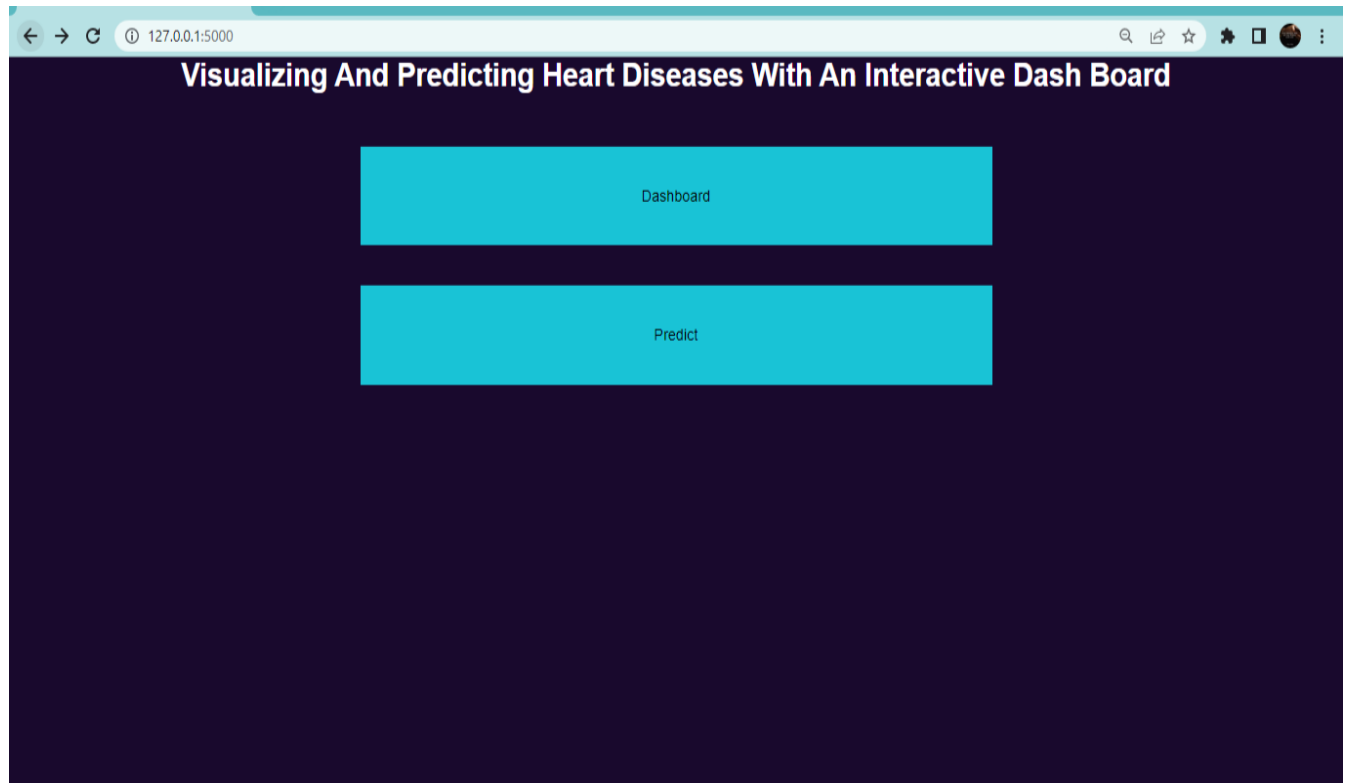 127.0.0.1:5000
Visualizing And Predicting Heart Diseases With An Interactive Dash Board
Dashboard
Predict